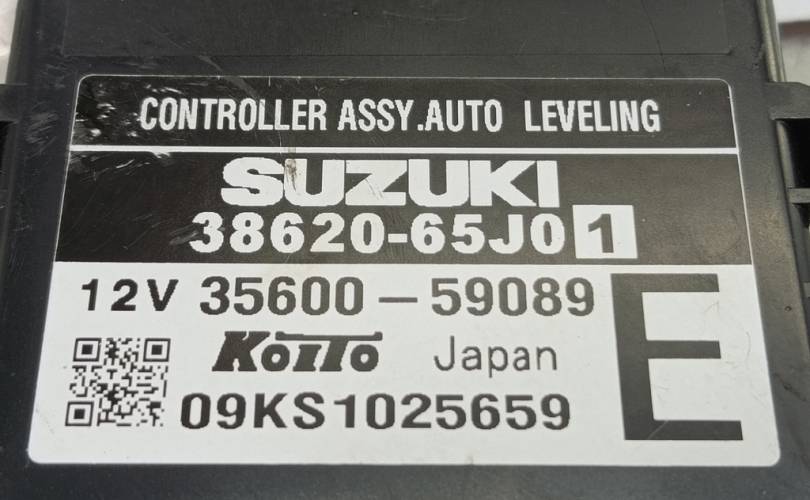 CONTROLLER ASSY.AUTO LEVELING
SUZUKI
38620-65J01
12V 35600-59089
E
KOITO Japan
09KS1025659